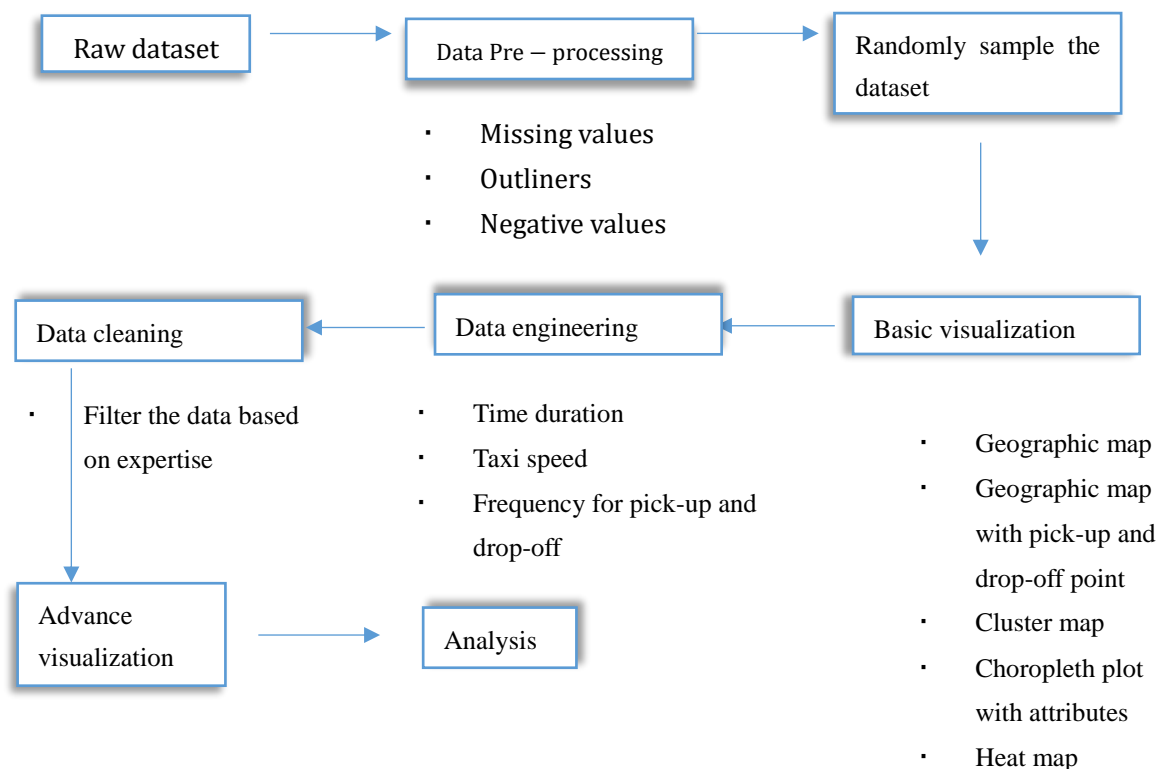 Raw dataset
Data Pre – processing
Randomly sample the
dataset
▪ Missing values
▪ Outliners
▪ Negative values
Data cleaning
Data engineering
Basic visualization
▪ Filter the data based
on expertise
▪ Time duration
▪ Taxi speed
▪ Frequency for pick-up and
drop-off
▪ Geographic map
▪ Geographic map
with pick-up and
drop-off point
▪ Cluster map
▪ Choropleth plot
with attributes
▪ Heat map
Advance
visualization
Analysis